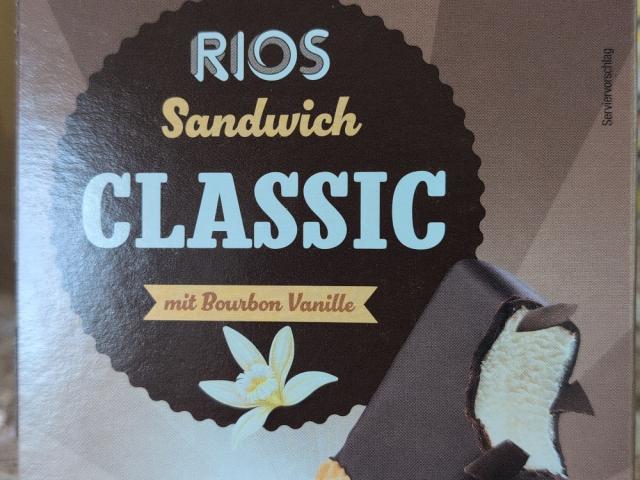 RIOS
Sandwich
CLASSIC
mit Bourbon Vanille
Serviervorschlag